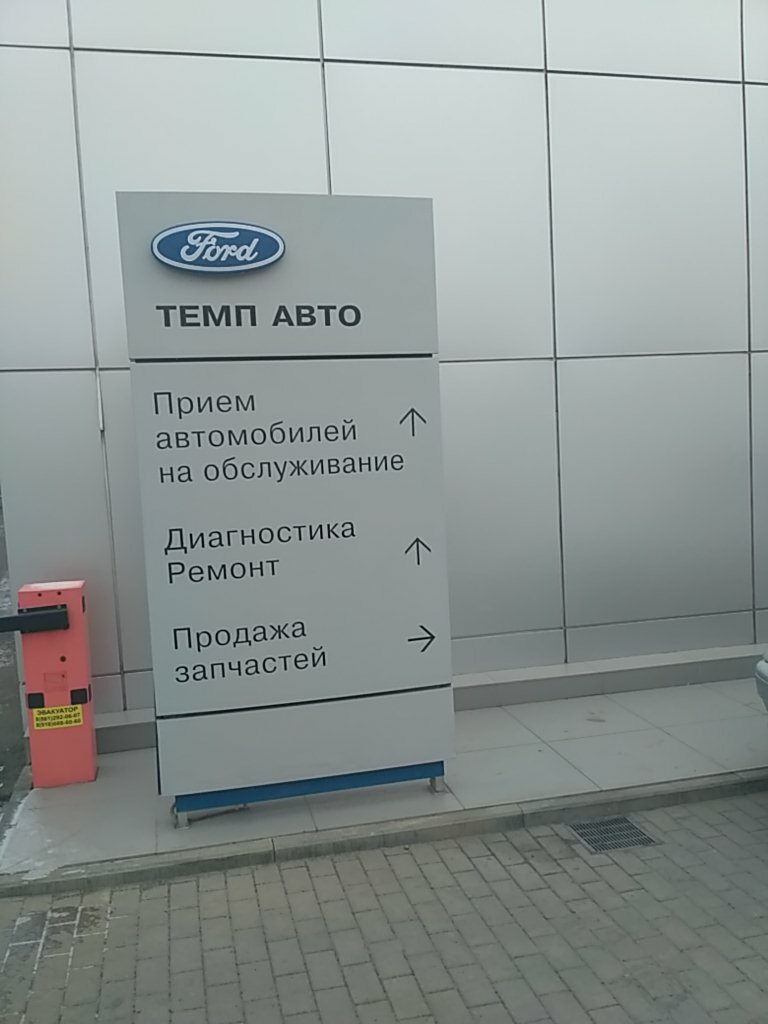 Ford
ТЕМП АВТО
Прием
автомобилей
на обслуживание
Диагностика
Ремонт
Продажа
запчастей
ЭВАКУАТОР